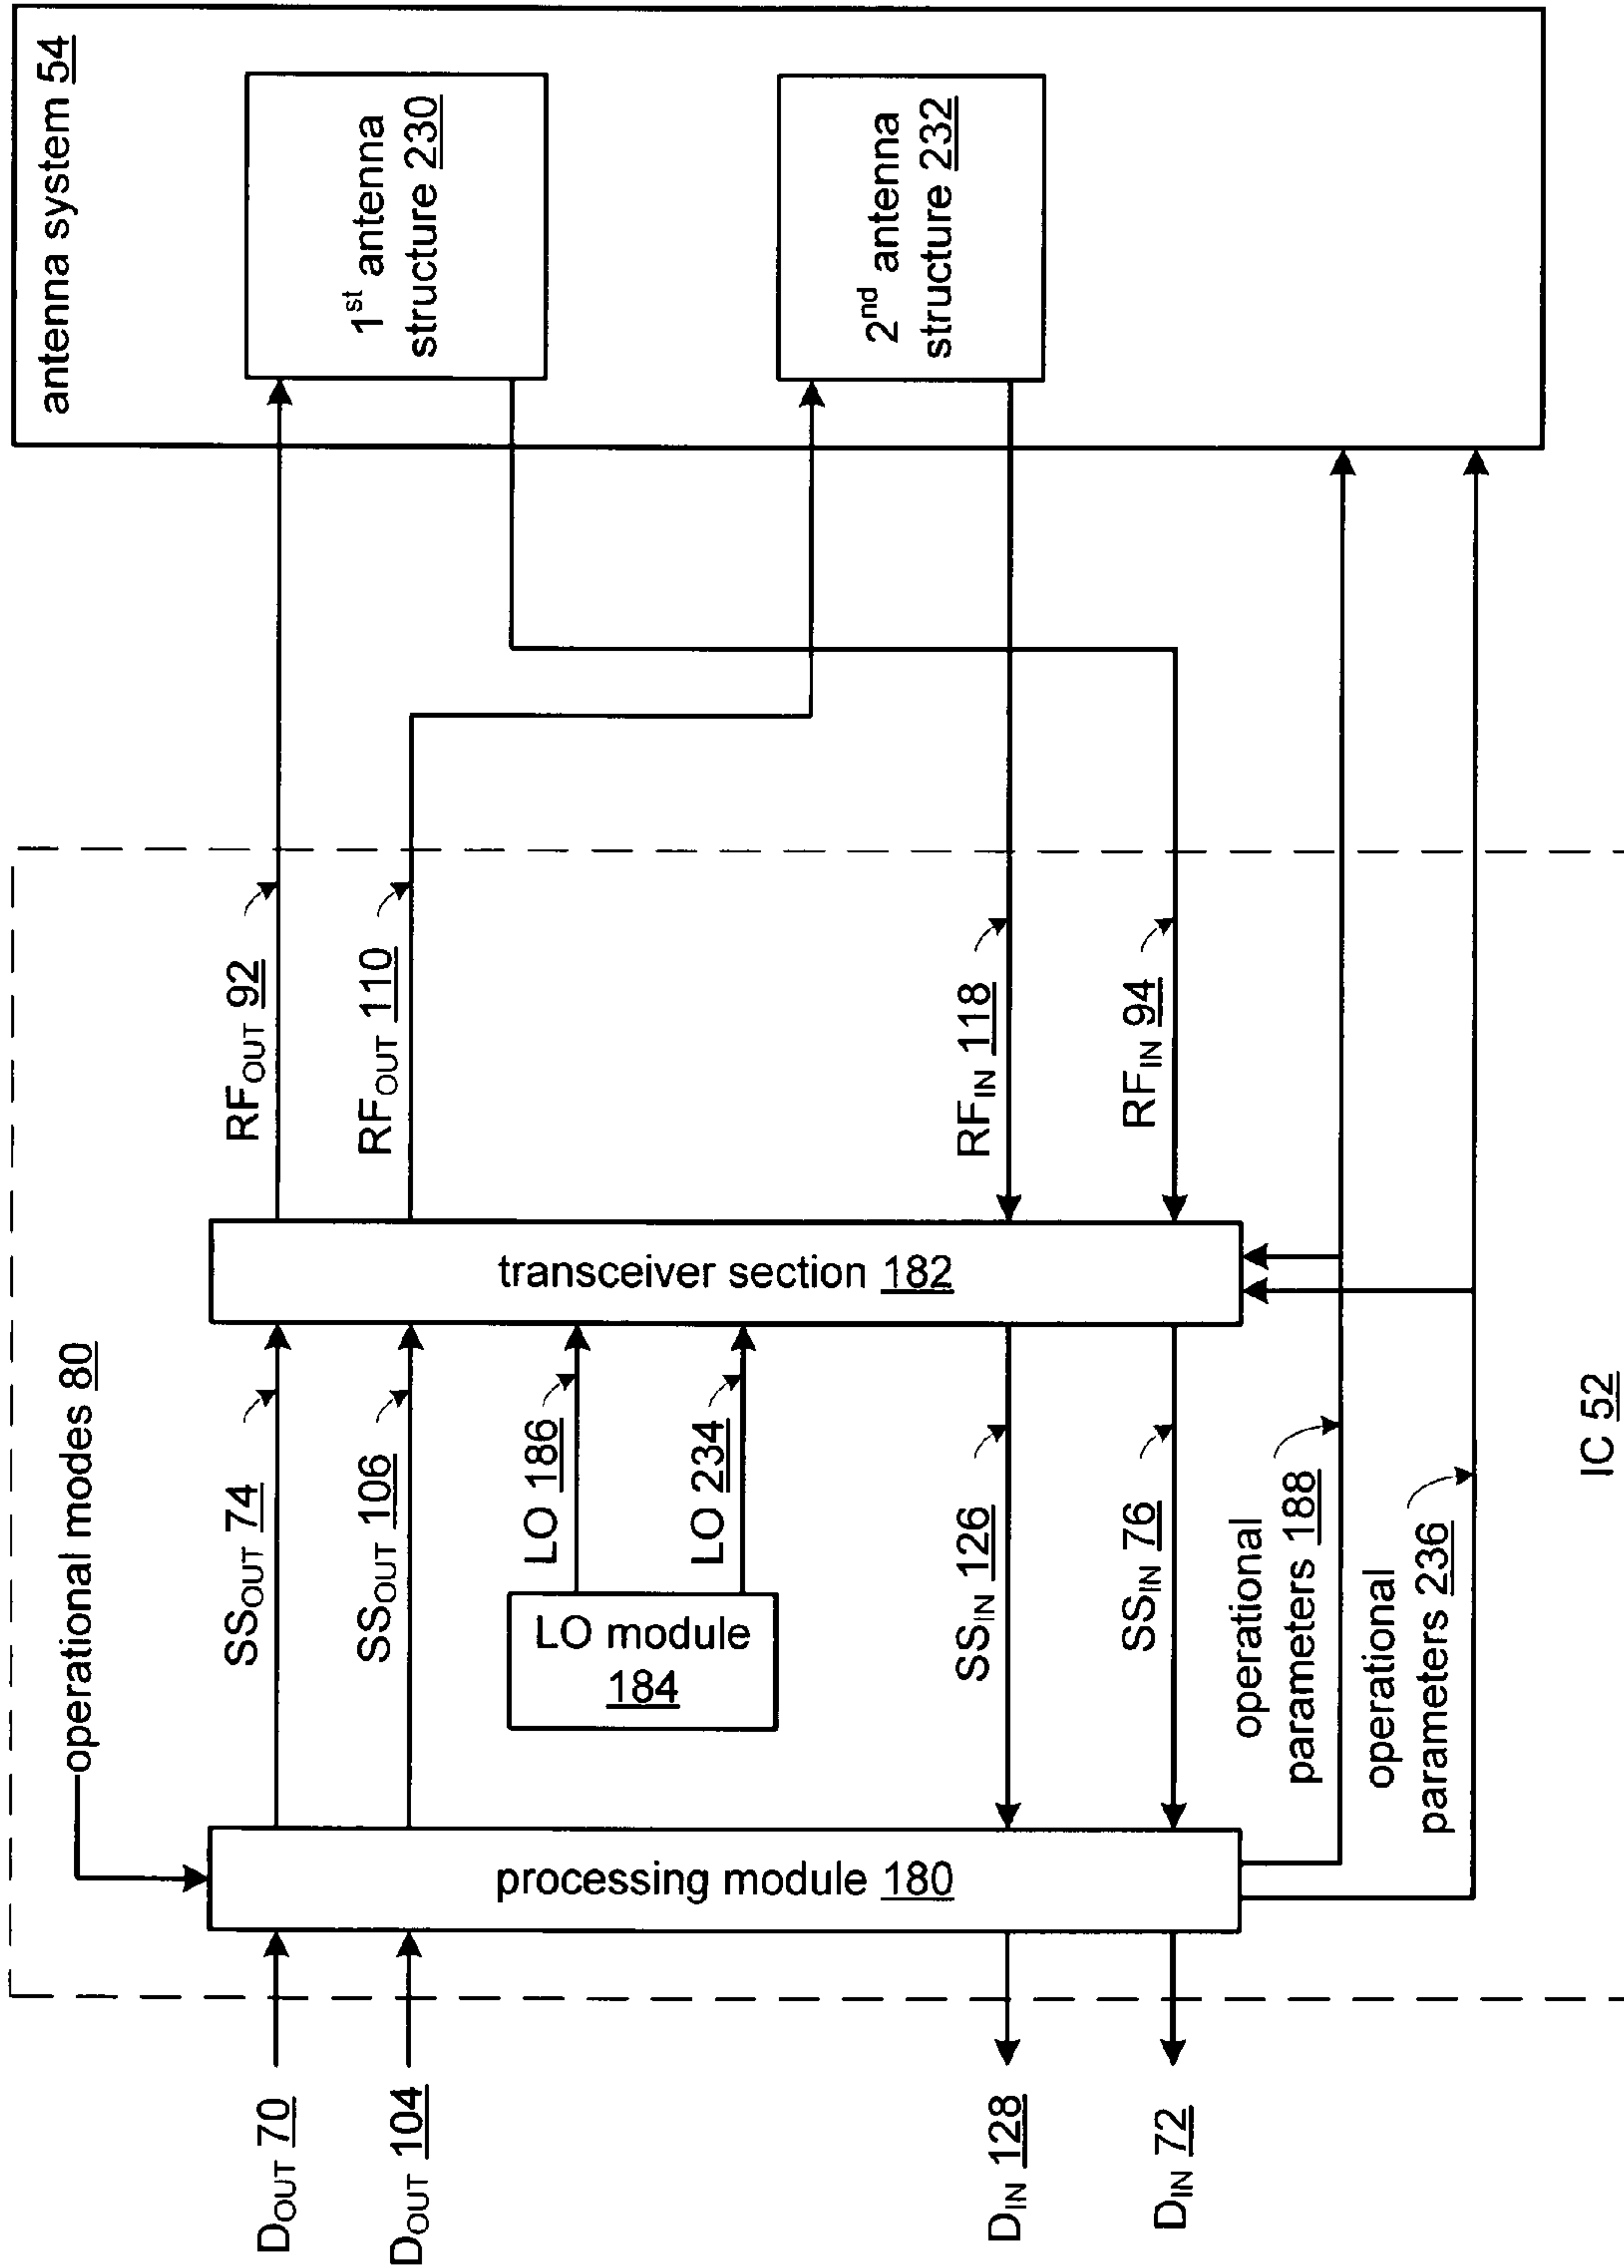 antenna system 54
1st antenna
structure 230
2nd antenna
structure 232
RFOUT 92
RFOUT 110
RFIN 118
RFIN 94
transceiver section 182
operational modes 80
SSOUT 74
SSOUT 106
LO 186
LO 234
LO module
184
SSIN 126
SSIN 76
operational
parameters 188
operational
parameters 236
processing module 180
DOUT 70
DOUT 104
DIN 128
DIN 72
IC 52